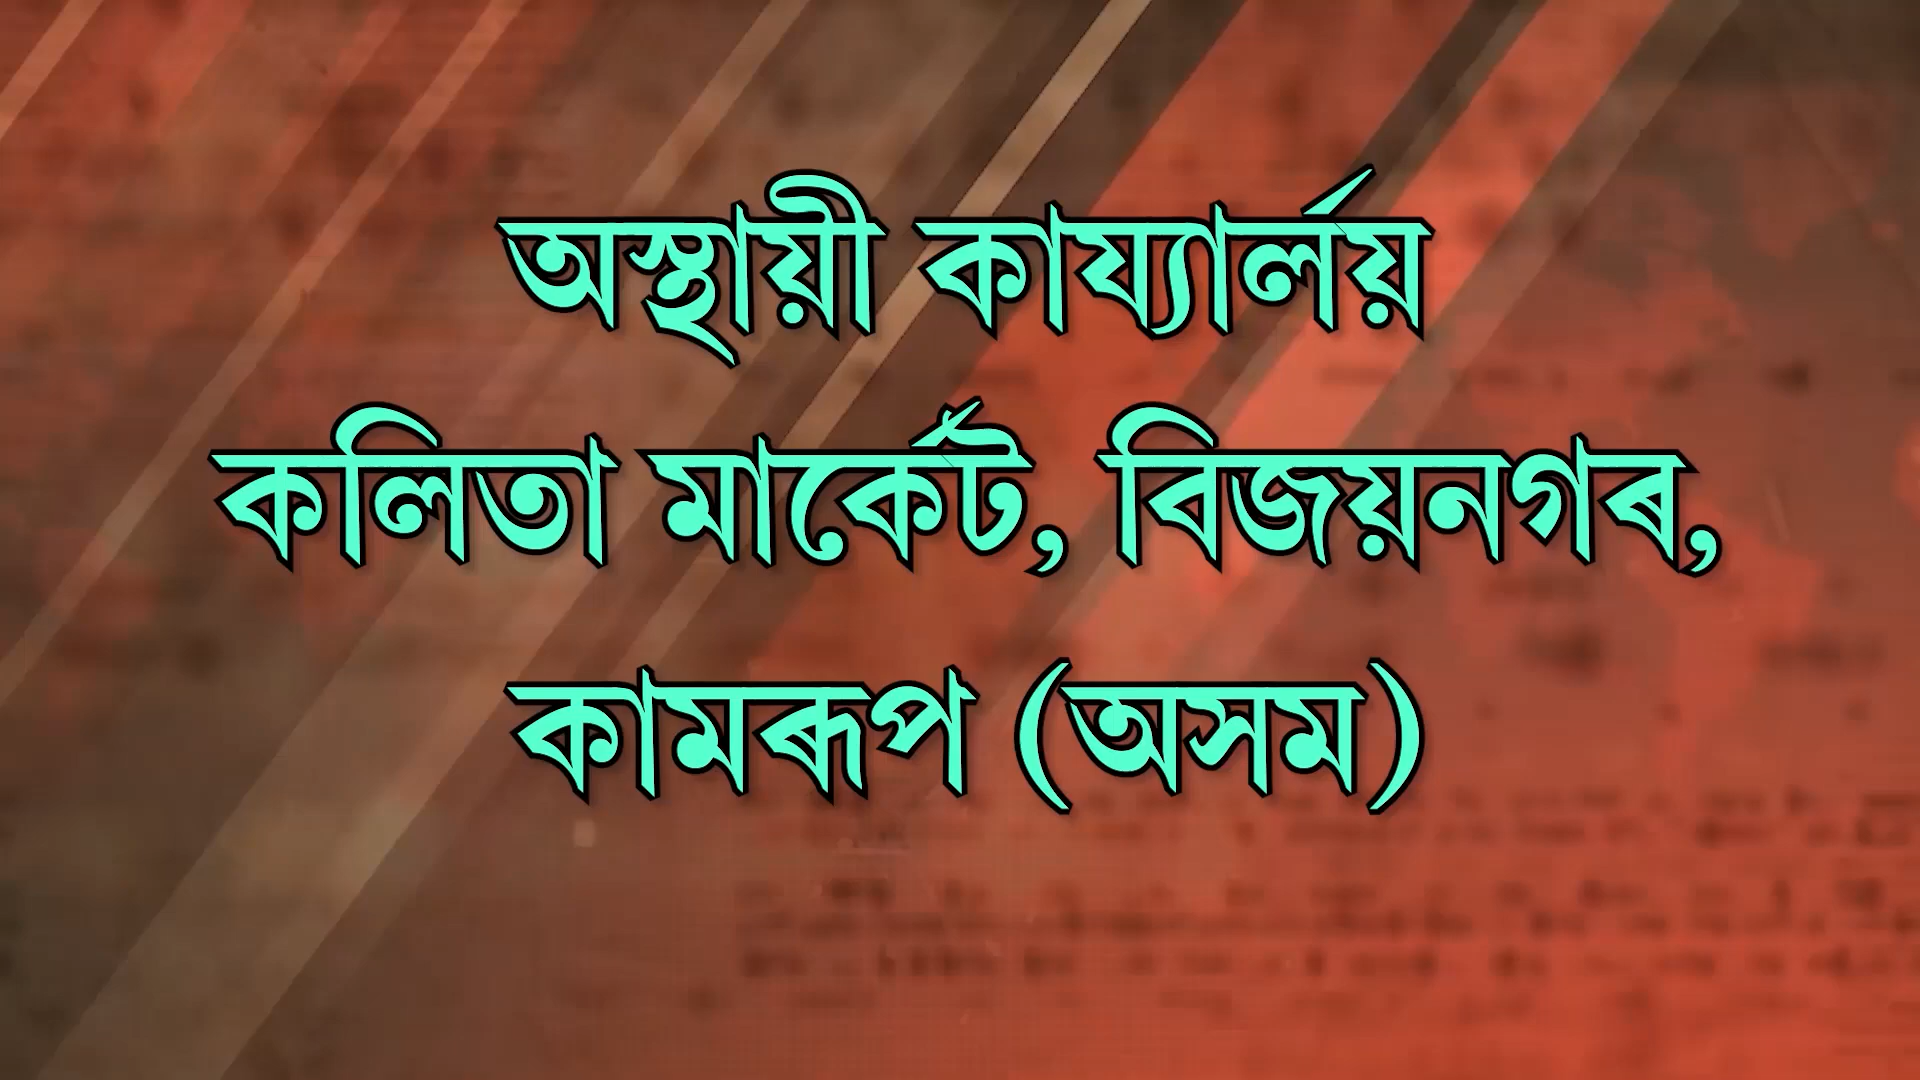 অস্থায়ী কায্যাৰ্লয়
কলিতা মাৰ্কেট, বিজয়নগৰ,
কামৰূপ (অসম)